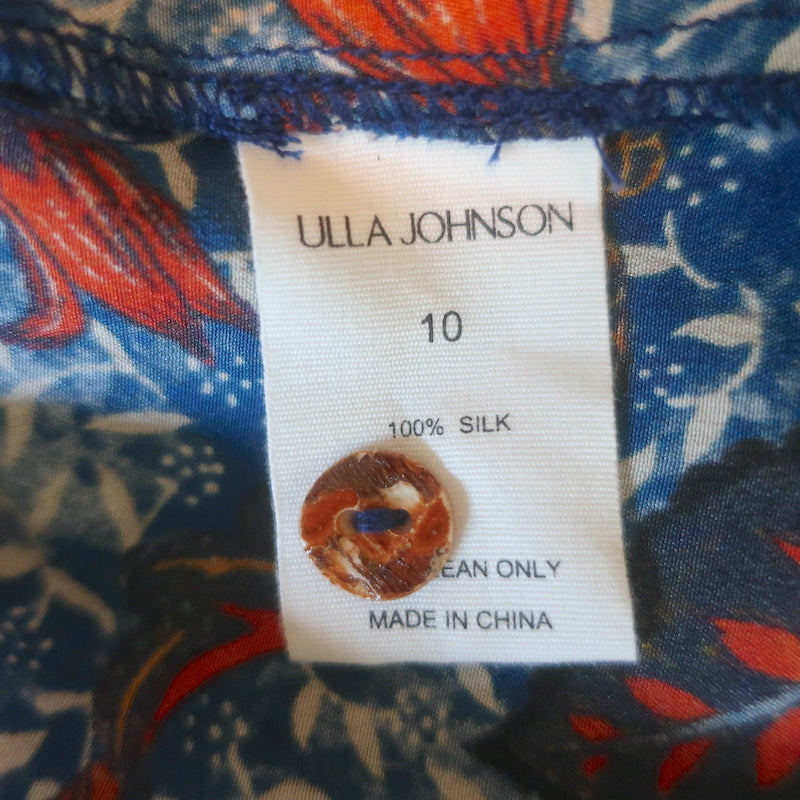 ULLA JOHNSON
10
100% SILK
ONLY
MADE IN CHINA